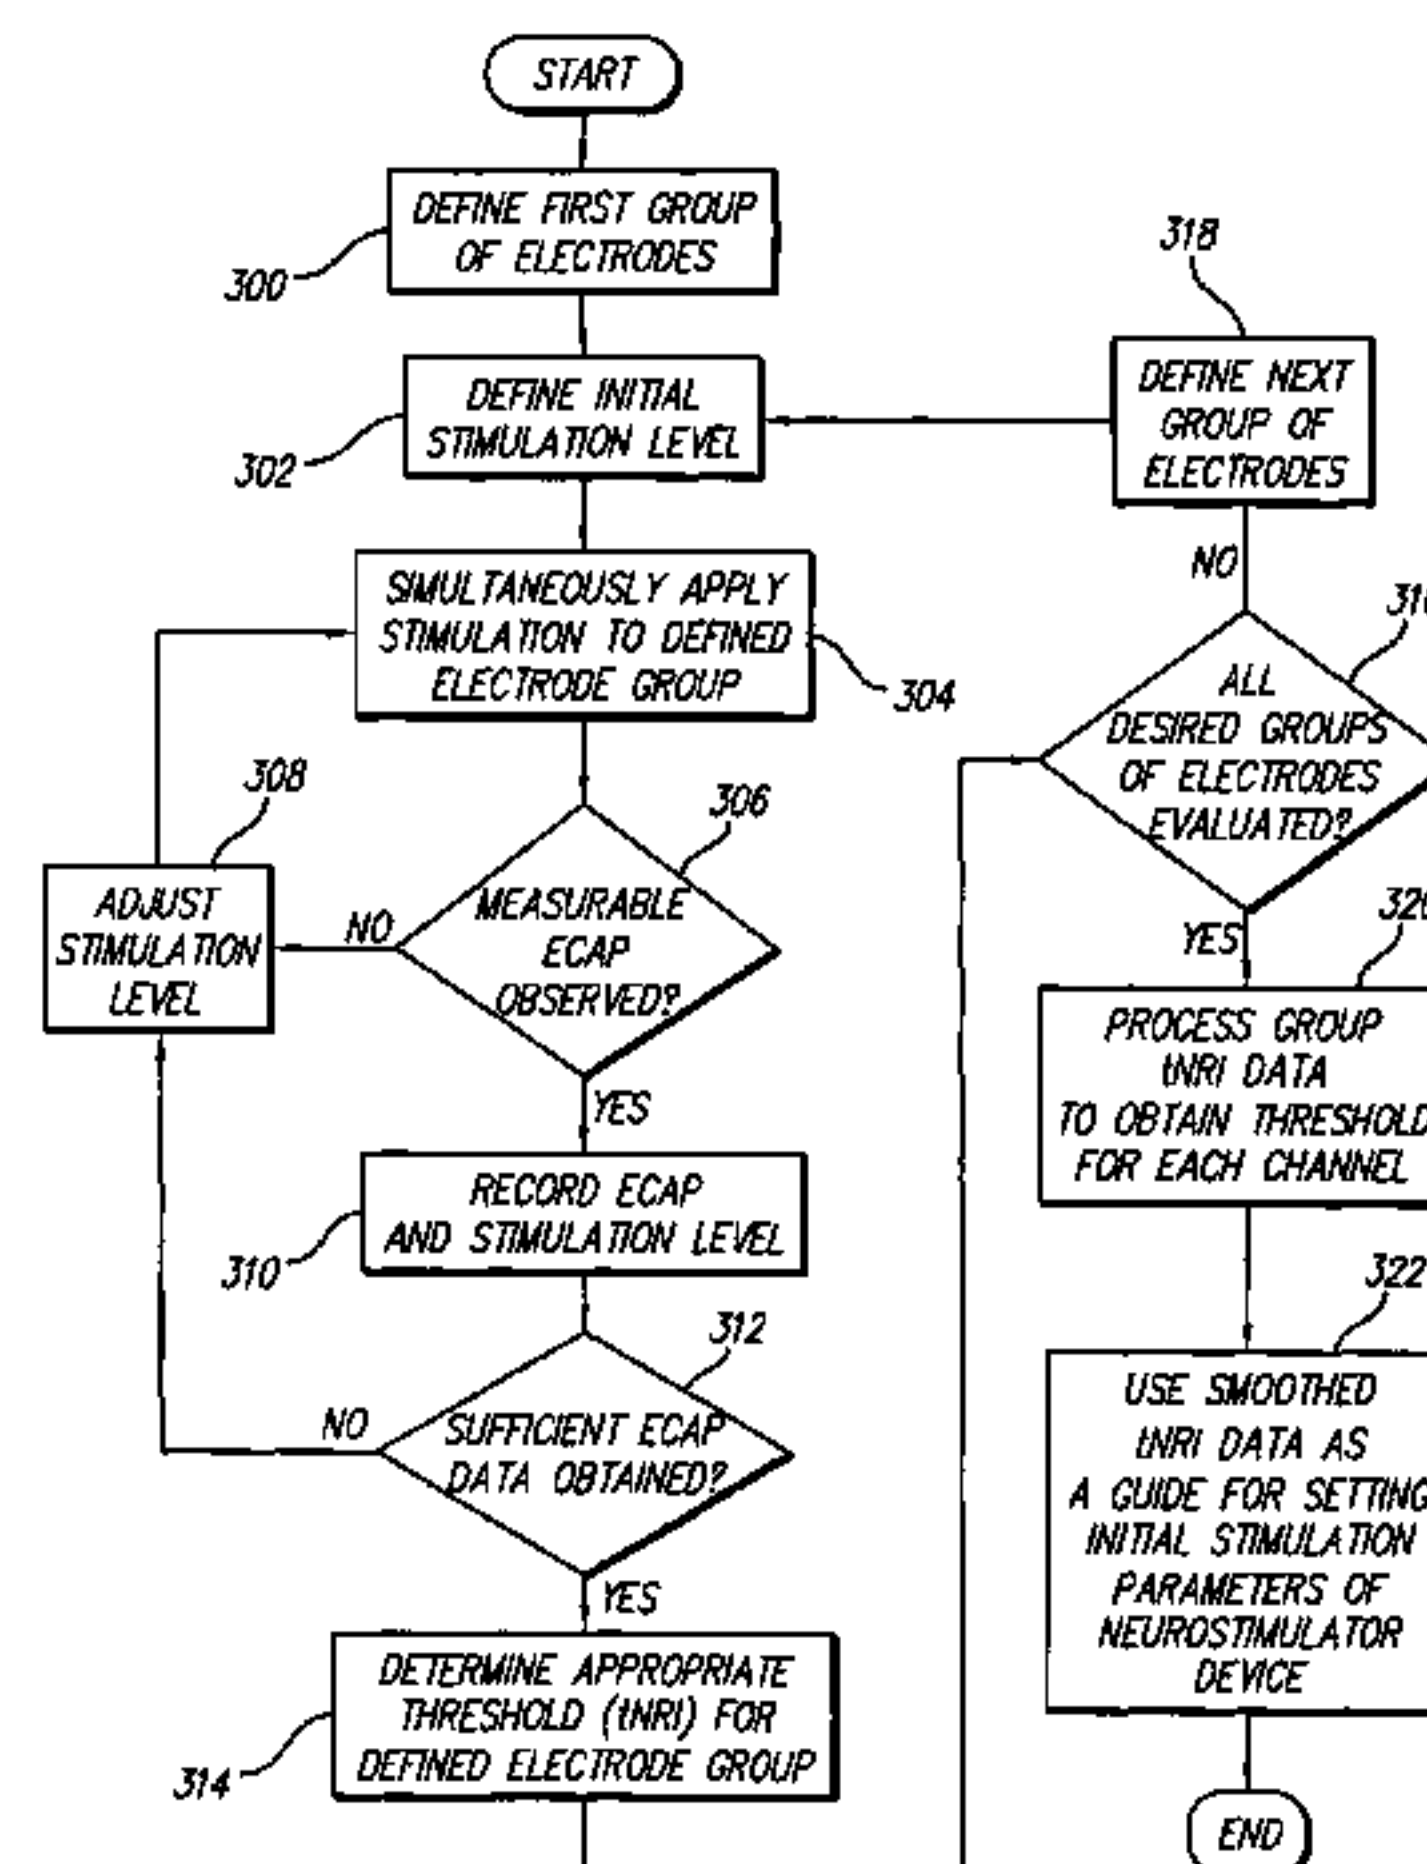 START
DEFINE FIRST GROUP
OF ELECTRODES
300
DEFINE INITIAL
STIMULATION LEVEL
302
SIMULTANEOUSLY APPLY
STIMULATION TO DEFINED
ELECTRODE GROUP
304
308
ADJUST
STIMULATION
LEVEL
NO
306
MEASURABLE
ECAP
OBSERVED?
YES
RECORD ECAP
AND STIMULATION LEVEL
310
312
NO
SUFFICIENT ECAP
DATA OBTAINED?
YES
DETERMINE APPROPRIATE
THRESHOLD (tNRI) FOR
DEFINED ELECTRODE GROUP
314
318
DEFINE NEXT
GROUP OF
ELECTRODES
NO
ALL
DESIRED GROUPS
OF ELECTRODES
EVALUATED?
YES
PROCESS GROUP
tNRI DATA
TO OBTAIN THRESHOLD
FOR EACH CHANNEL
322
USE SMOOTHED
tNRI DATA AS
A GUIDE FOR SETTING
INITIAL STIMULATION
PARAMETERS OF
NEUROSTIMULATOR
DEVICE
END